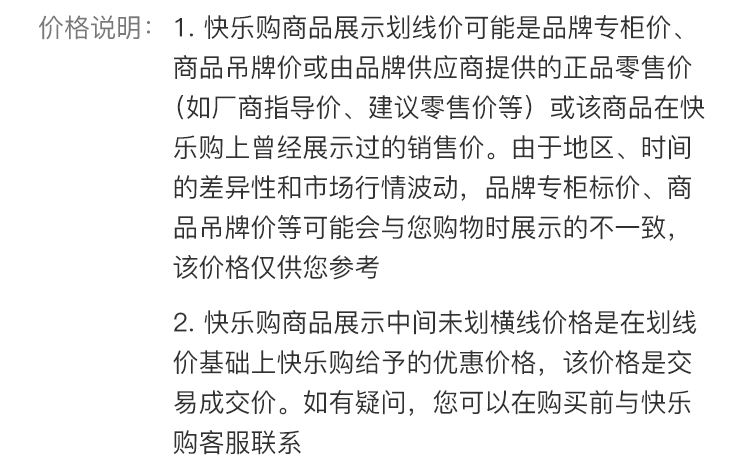 价格说明：1. 快乐购商品展示划线价可能是品牌专柜价、
商品吊牌价或由品牌供应商提供的正品零售价
（如厂商指导价、建议零售价等）或该商品在快
乐购上曾经展示过的销售价。由于地区、时间
的差异性和市场行情波动，品牌专柜标价、商
品吊牌价等可能会与您购物时展示的不一致，
该价格仅供您参考
2. 快乐购商品展示中间未划横线价格是在划线
价基础上快乐购给予的优惠价格，该价格是交
易成交价。如有疑问，您可以在购买前与快乐
购客服联系